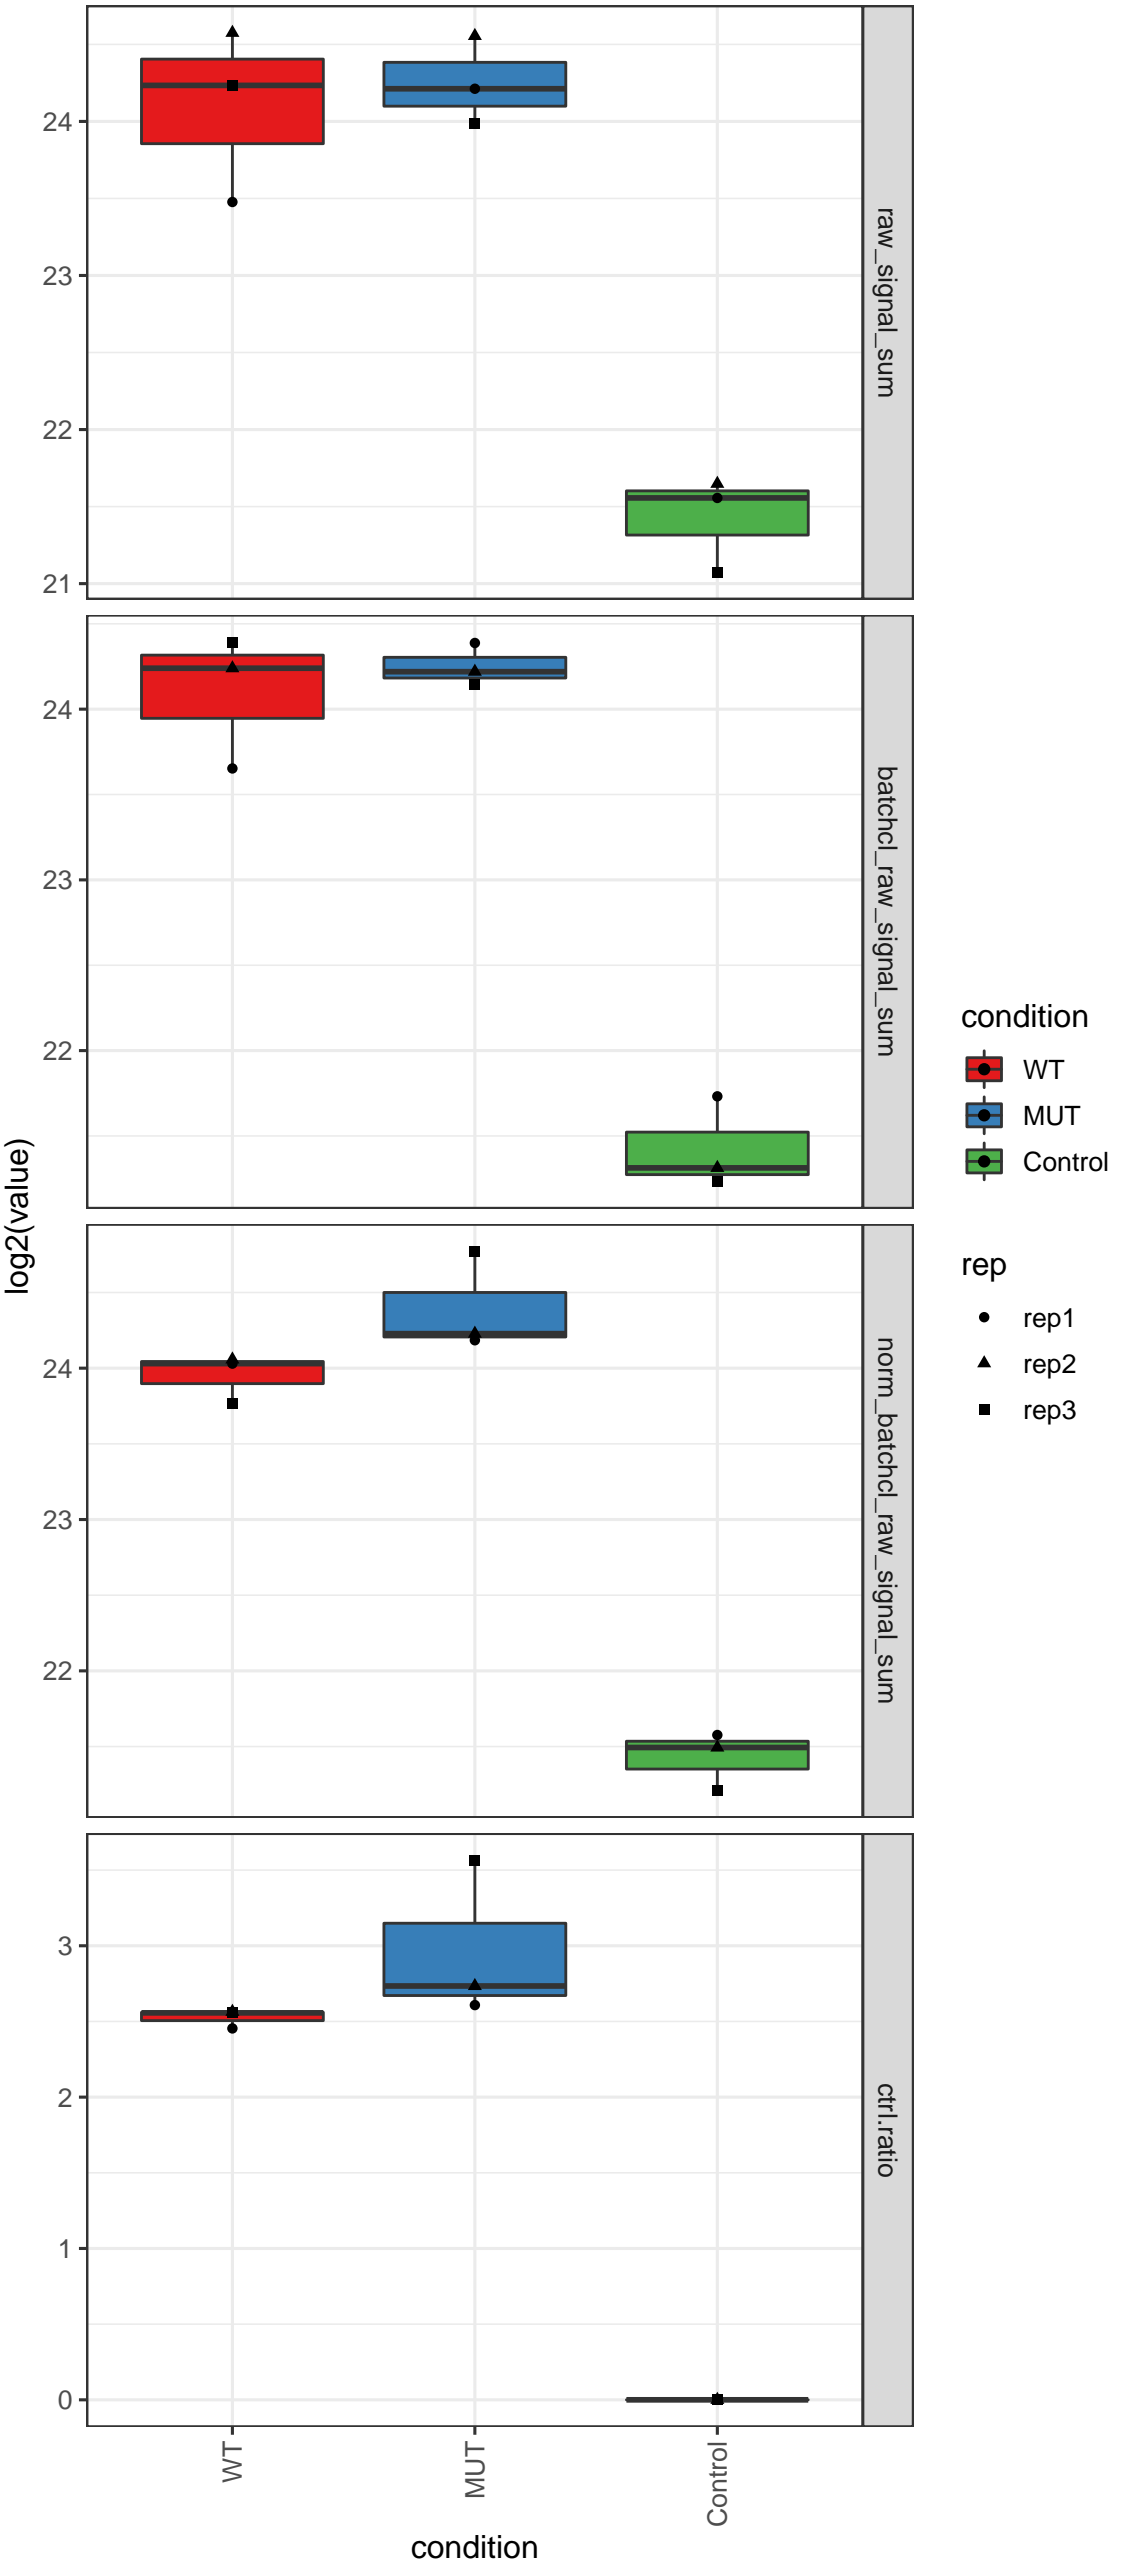 log2(value)
24
23
22
21
raw_signal_sum
24
23
22
batchcl_raw_signal_sum
24
23
22
norm_batchcl_raw_signal_sum
3
2
1
0
ctrl.ratio
WT
MUT
Control
condition
condition
WT
MUT
Control
rep
rep1
rep2
rep3